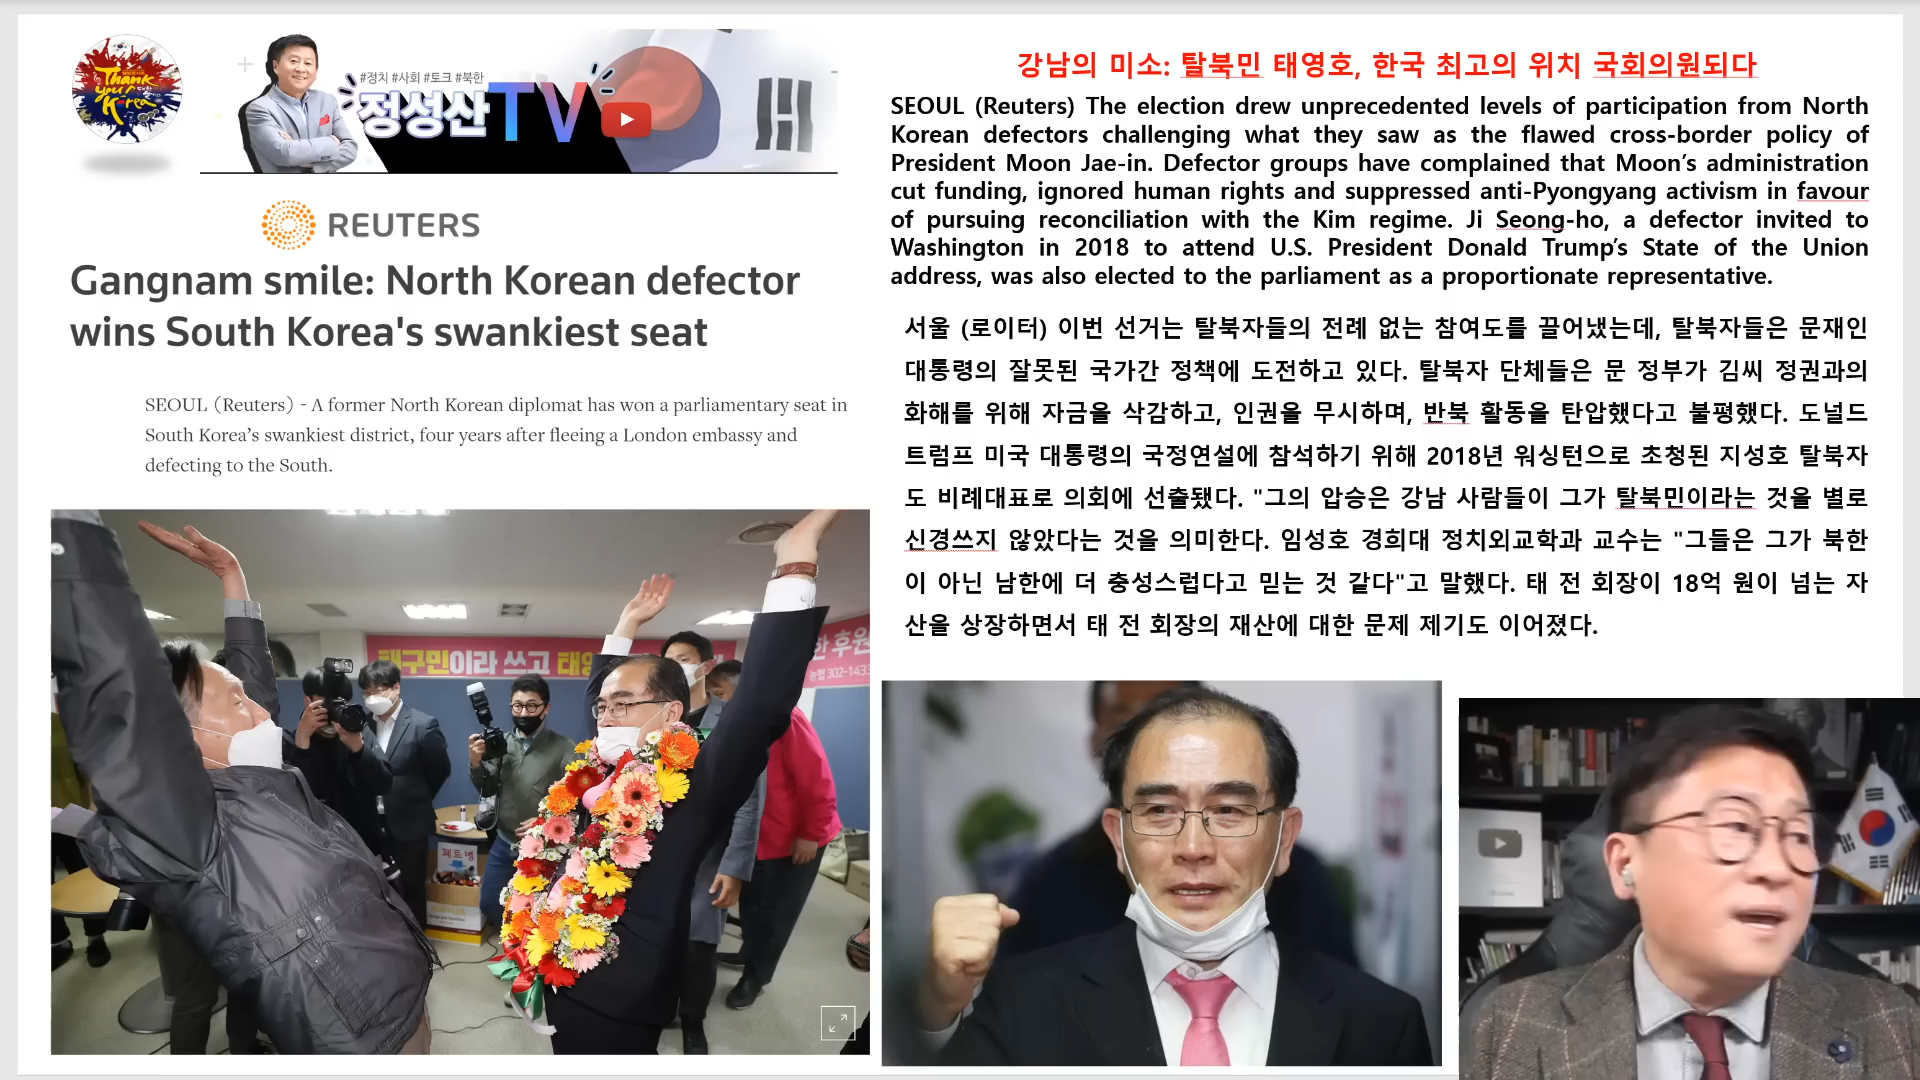 Thank you Korea
#정치 #사회 #토크 #북한
정성산TV
REUTERS
Gangnam smile: North Korean defector
wins South Korea's swankiest seat
SEOUL (Reuters) - A former North Korean diplomat has won a parliamentary seat in
South Korea’s swankiest district, four years after fleeing a London embassy and
defecting to the South.
태구민이라 쓰고 태영
한 후원
농협 302-1433
페트병
강남의 미소: 탈북민 태영호, 한국 최고의 위치 국회의원되다
SEOUL (Reuters) The election drew unprecedented levels of participation from North
Korean defectors challenging what they saw as the flawed cross-border policy of
President Moon Jae-in. Defector groups have complained that Moon’s administration
cut funding, ignored human rights and suppressed anti-Pyongyang activism in favour
of pursuing reconciliation with the Kim regime. Ji Seong-ho, a defector invited to
Washington in 2018 to attend U.S. President Donald Trump’s State of the Union
address, was also elected to the parliament as a proportionate representative.
서울 (로이터) 이번 선거는 탈북자들의 전례 없는 참여도를 끌어냈는데, 탈북자들은 문재인
대통령의 잘못된 국가간 정책에 도전하고 있다. 탈북자 단체들은 문 정부가 김씨 정권과의
화해를 위해 자금을 삭감하고, 인권을 무시하며, 반북 활동을 탄압했다고 불평했다. 도널드
트럼프 미국 대통령의 국정연설에 참석하기 위해 2018년 워싱턴으로 초청된 지성호 탈북자
도 비례대표로 의회에 선출됐다. "그의 압승은 강남 사람들이 그가 탈북민이라는 것을 별로
신경쓰지 않았다는 것을 의미한다. 임성호 경희대 정치외교학과 교수는 "그들은 그가 북한
이 아닌 남한에 더 충성스럽다고 믿는 것 같다"고 말했다. 태 전 회장이 18억 원이 넘는 자
산을 상장하면서 태 전 회장의 재산에 대한 문제 제기도 이어졌다.